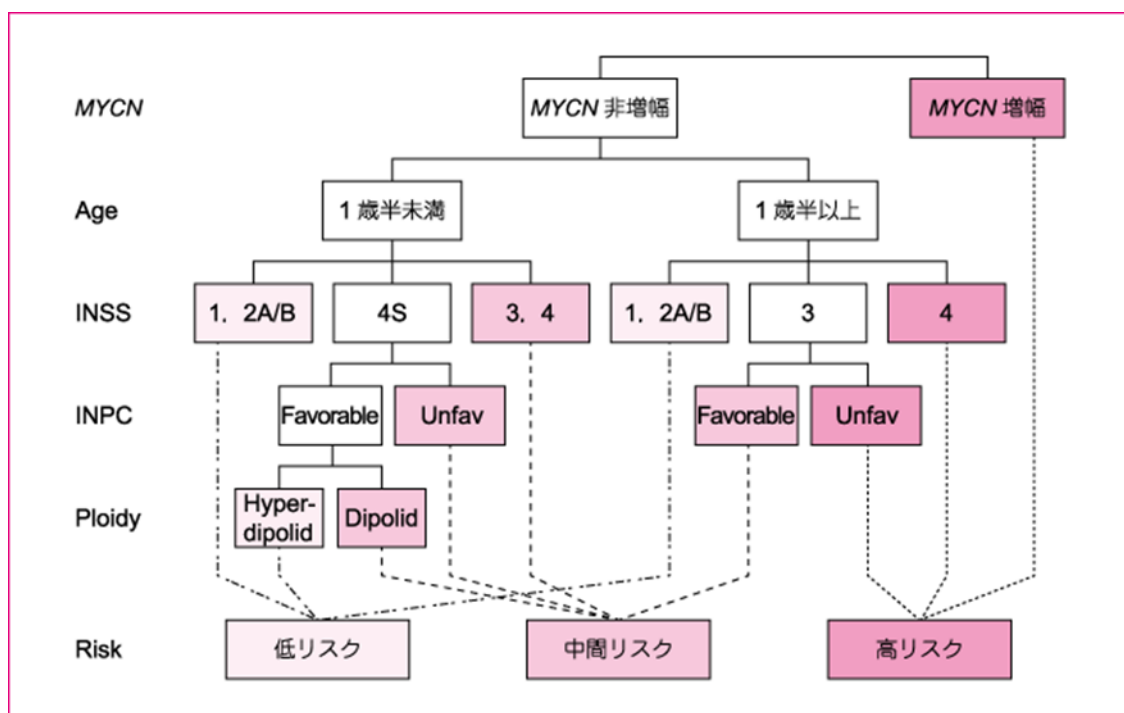 MYCN
MYCN 非増幅
MYCN 増幅
Age
1 歳半未満
1 歳半以上
INSS
1．2A/B
4S
3．4
1．2A/B
3
4
INPC
Favorable
Unfav
Favorable
Unfav
Ploidy
Hyper-
dipolid
Dipolid
Risk
低リスク
中間リスク
高リスク